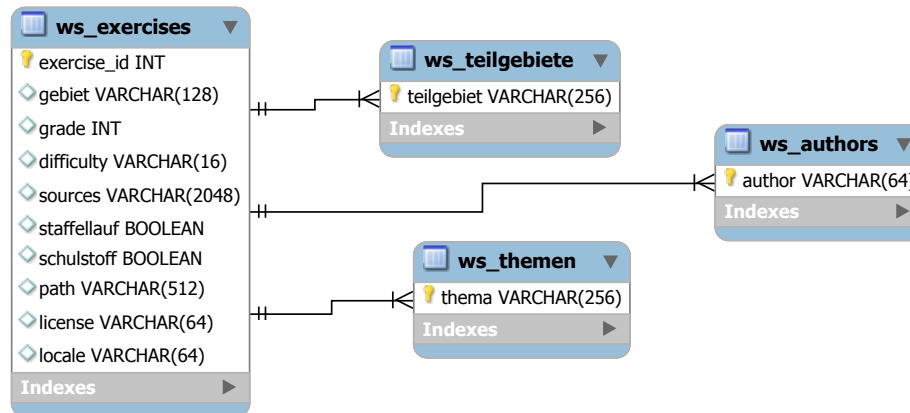 ws_exercises
exercise_id INT
gebiet VARCHAR(128)
grade INT
difficulty VARCHAR(16)
sources VARCHAR(2048)
staffellauf BOOLEAN
schulstoff BOOLEAN
path VARCHAR(512)
license VARCHAR(64)
locale VARCHAR(64)
Indexes
ws_teilgebiete
teilgebiet VARCHAR(256)
Indexes
ws_authors
author VARCHAR(64)
Indexes
ws_themen
thema VARCHAR(256)
Indexes